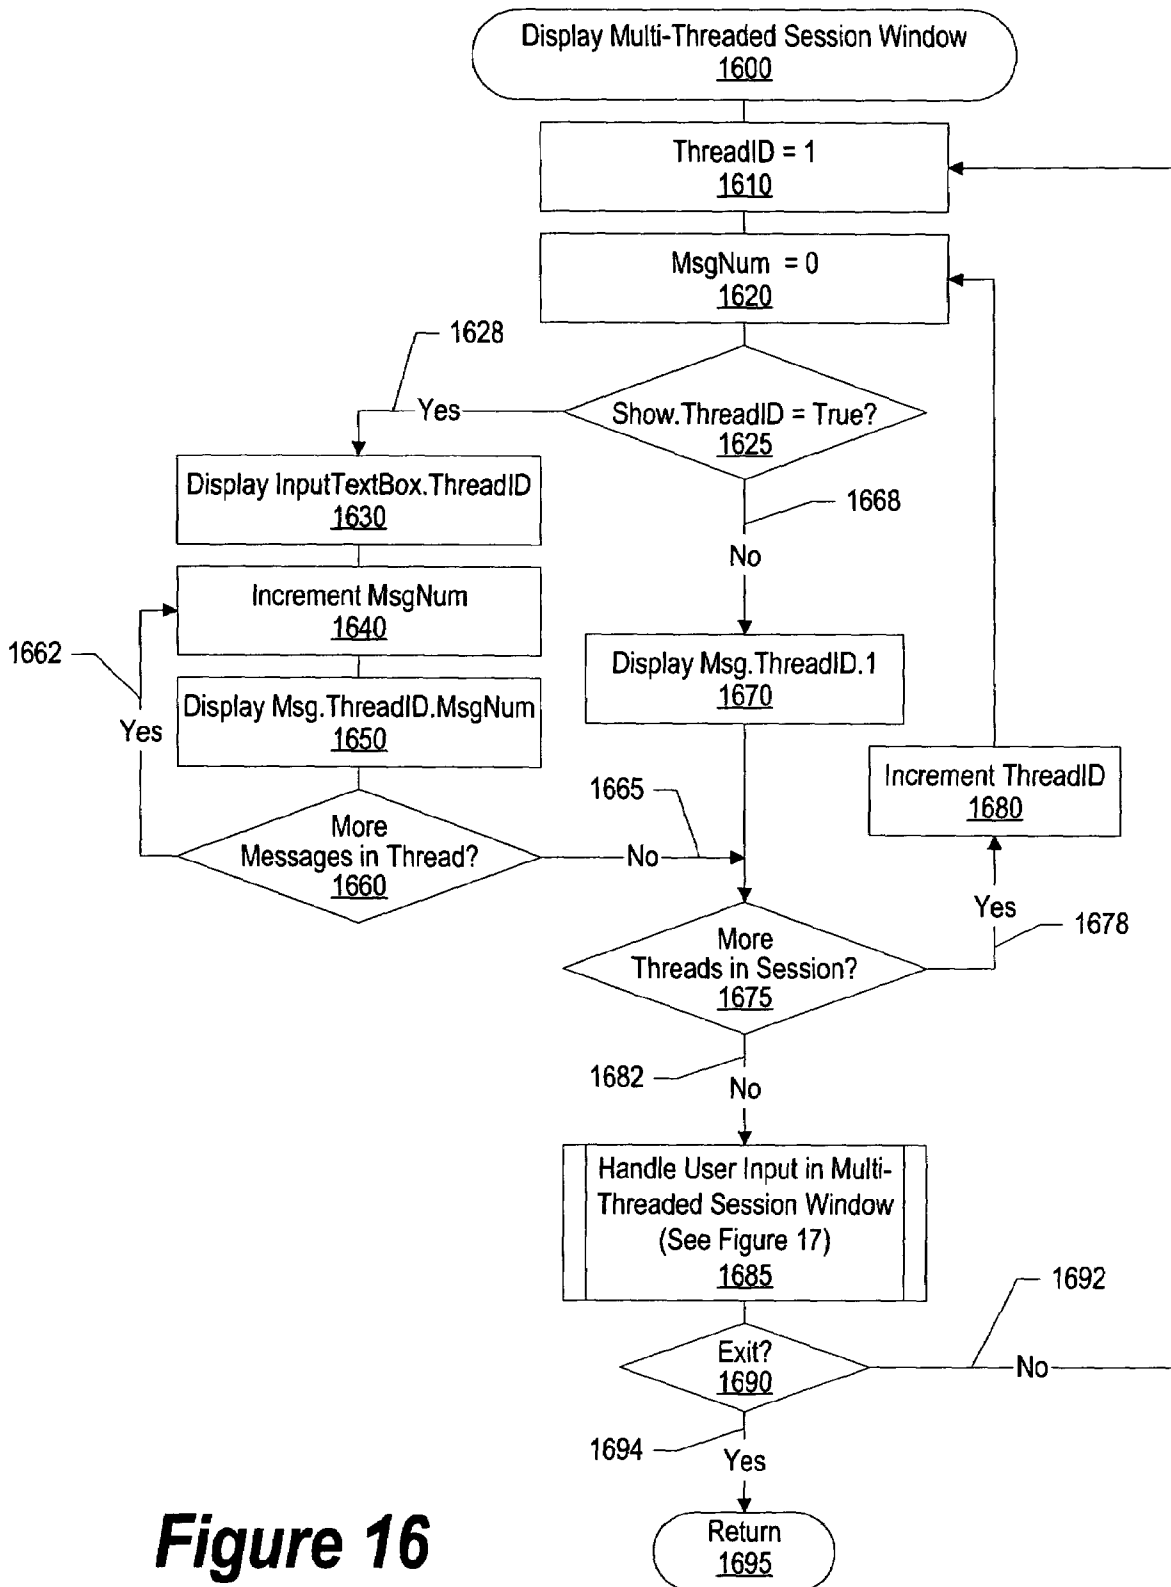 Display Multi-Threaded Session Window
1600
ThreadID = 1
1610
MsgNum = 0
1620
1628
Yes
Show.ThreadID = True?
1625
Display InputTextBox.ThreadID
1630
1668
No
Increment MsgNum
1640
1662
Yes
Display Msg.ThreadID.1
1670
Display Msg.ThreadID.MsgNum
1650
Increment ThreadID
1680
1665
More
Messages in Thread?
1660
No
Yes
1678
More
Threads in Session?
1675
1682
No
Handle User Input in Multi-
Threaded Session Window
(See Figure 17)
1685
1692
Exit?
1690
No
1694
Yes
Return
1695
Figure 16